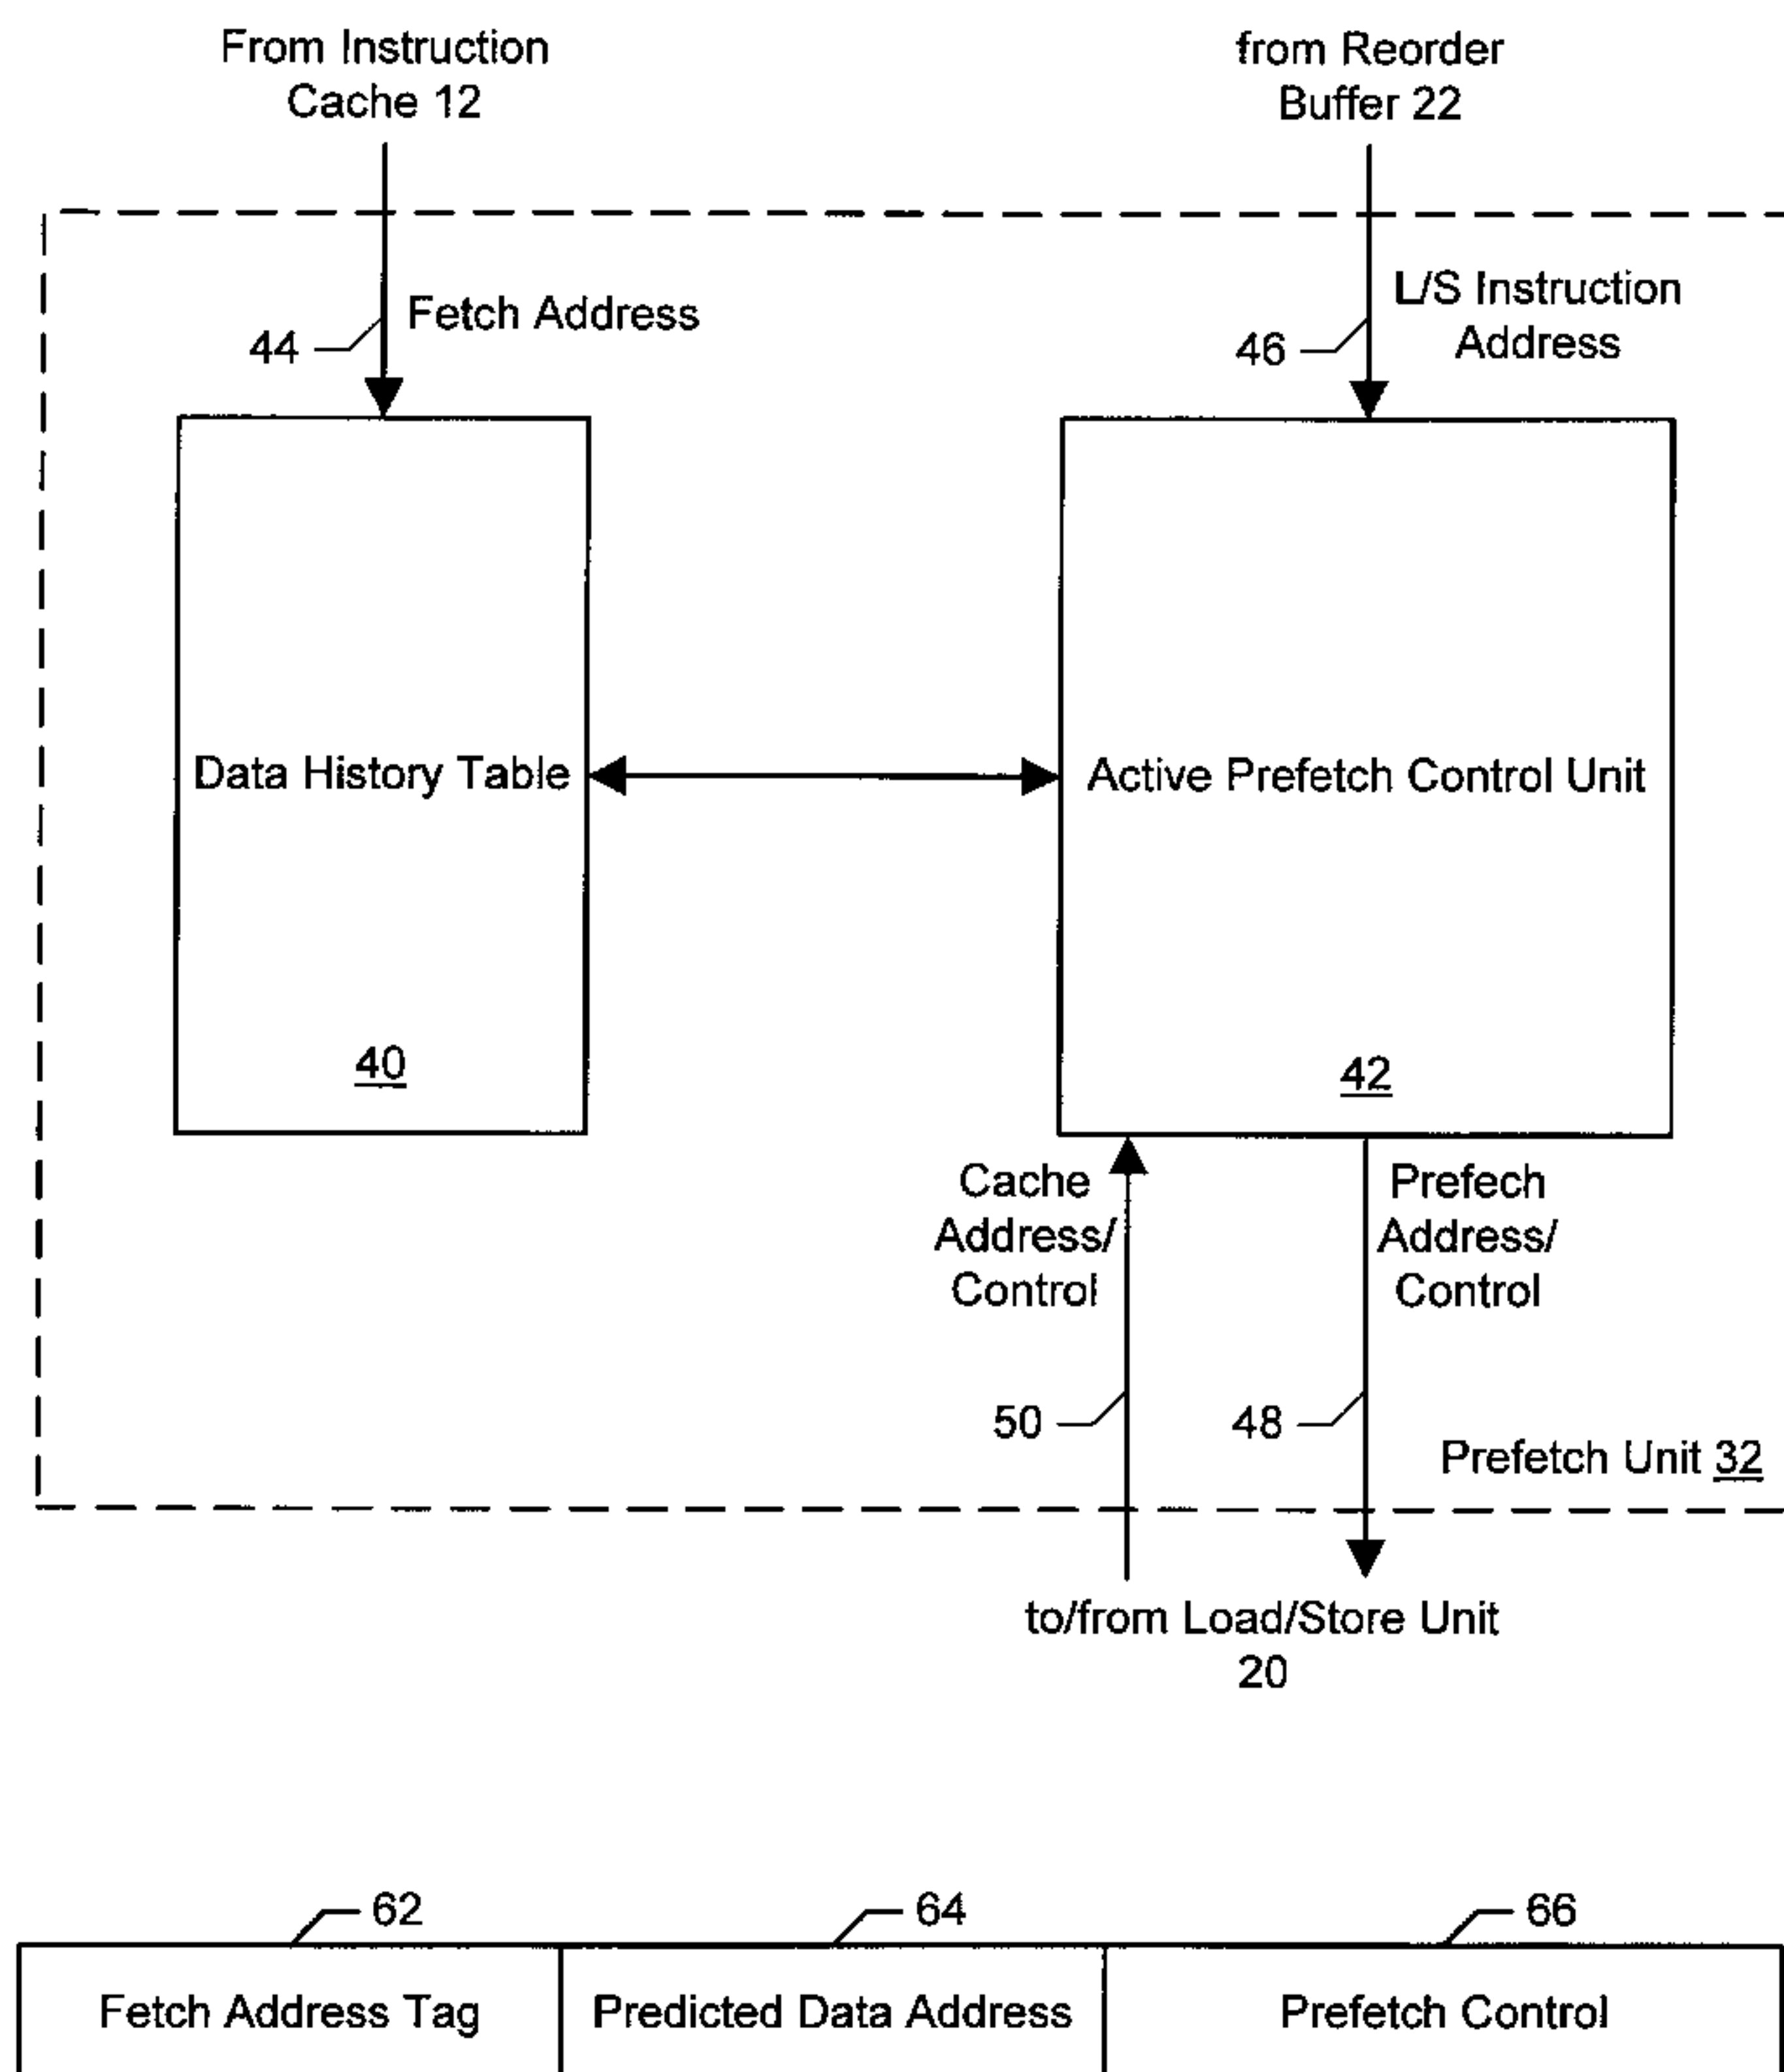 From Instruction
Cache 12
from Reorder
Buffer 22
Fetch Address
44
L/S Instruction
Address
46
Data History Table
Active Prefetch Control Unit
40
42
Cache
Address/
Control
Prefech
Address/
Control
50
48
Prefetch Unit 32
to/from Load/Store Unit
20
62
64
66
Fetch Address Tag
Predicted Data Address
Prefetch Control